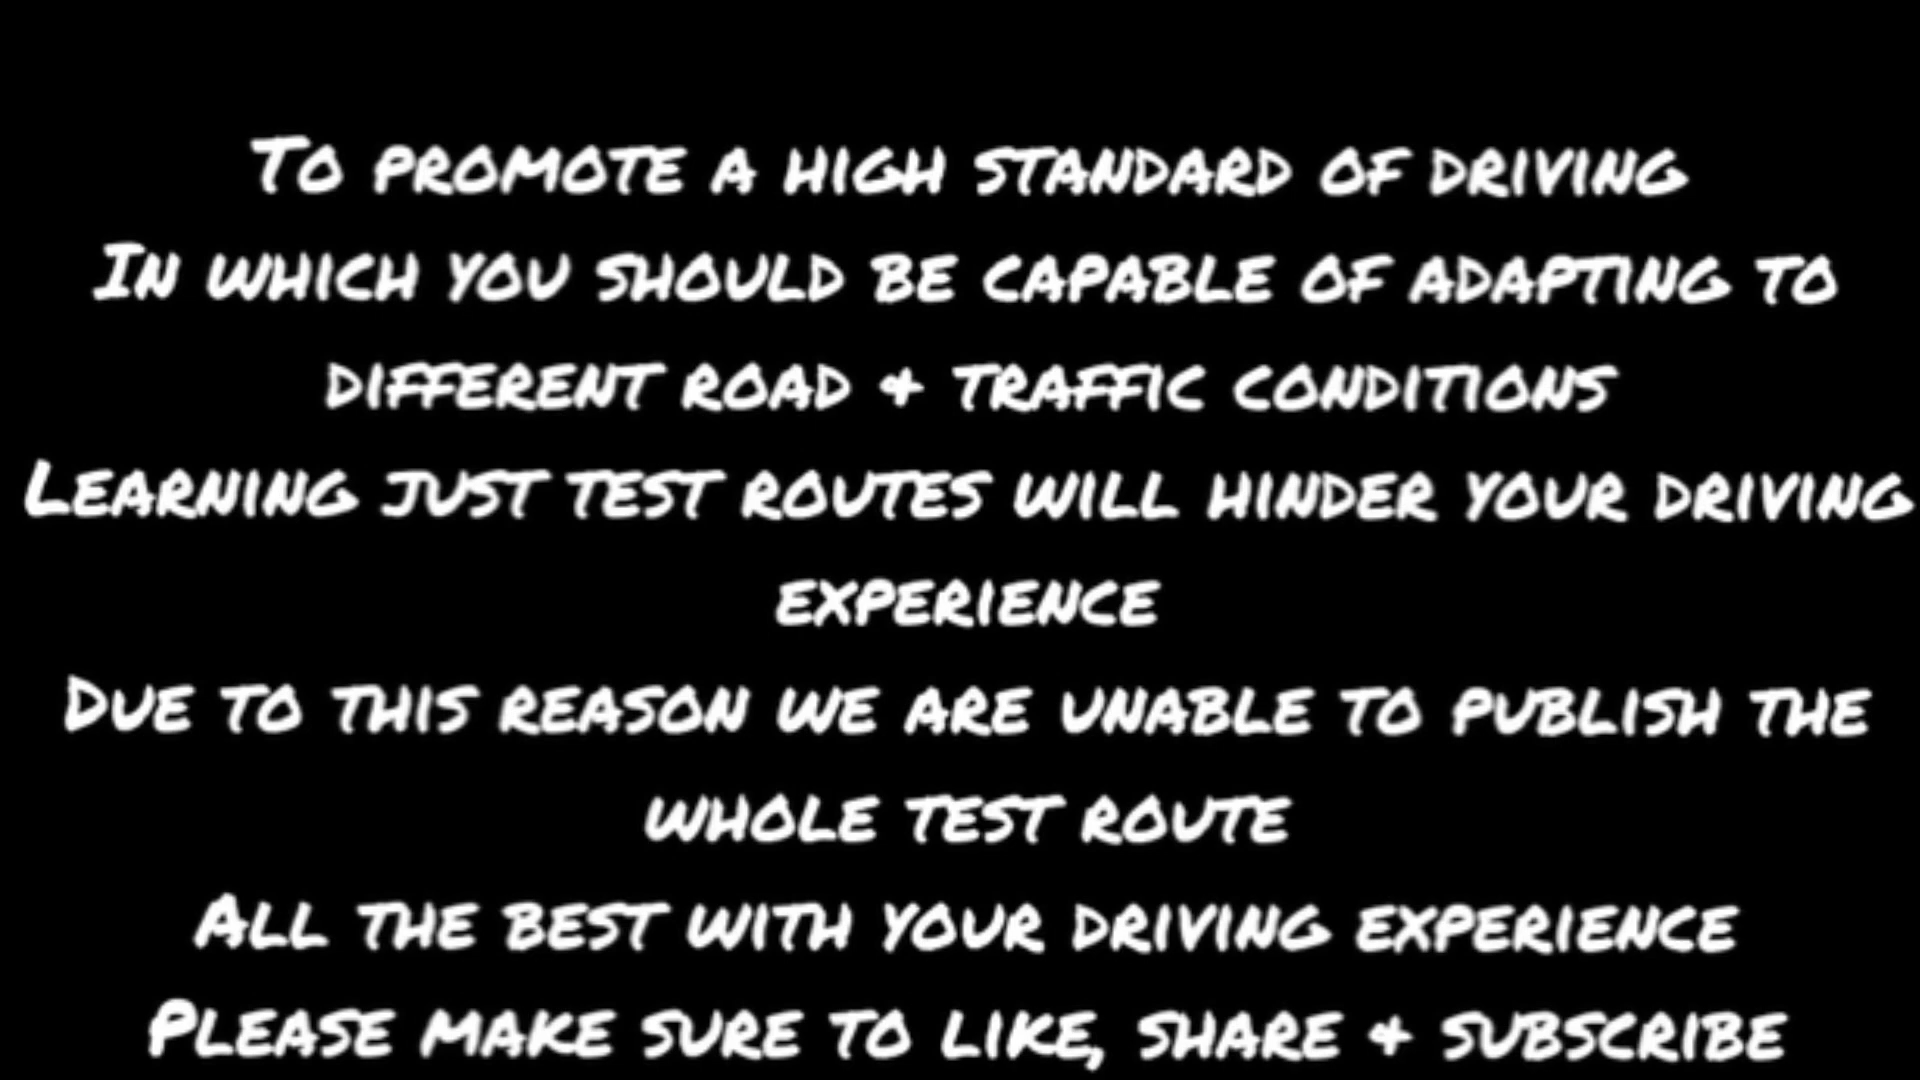 To promote a high standard of driving
In which you should be capable of adapting to
different road & traffic conditions
Learning just test routes will hinder your driving
experience
Due to this reason we are unable to publish the
whole test route
All the best with your driving experience
Please make sure to like, share & subscribe